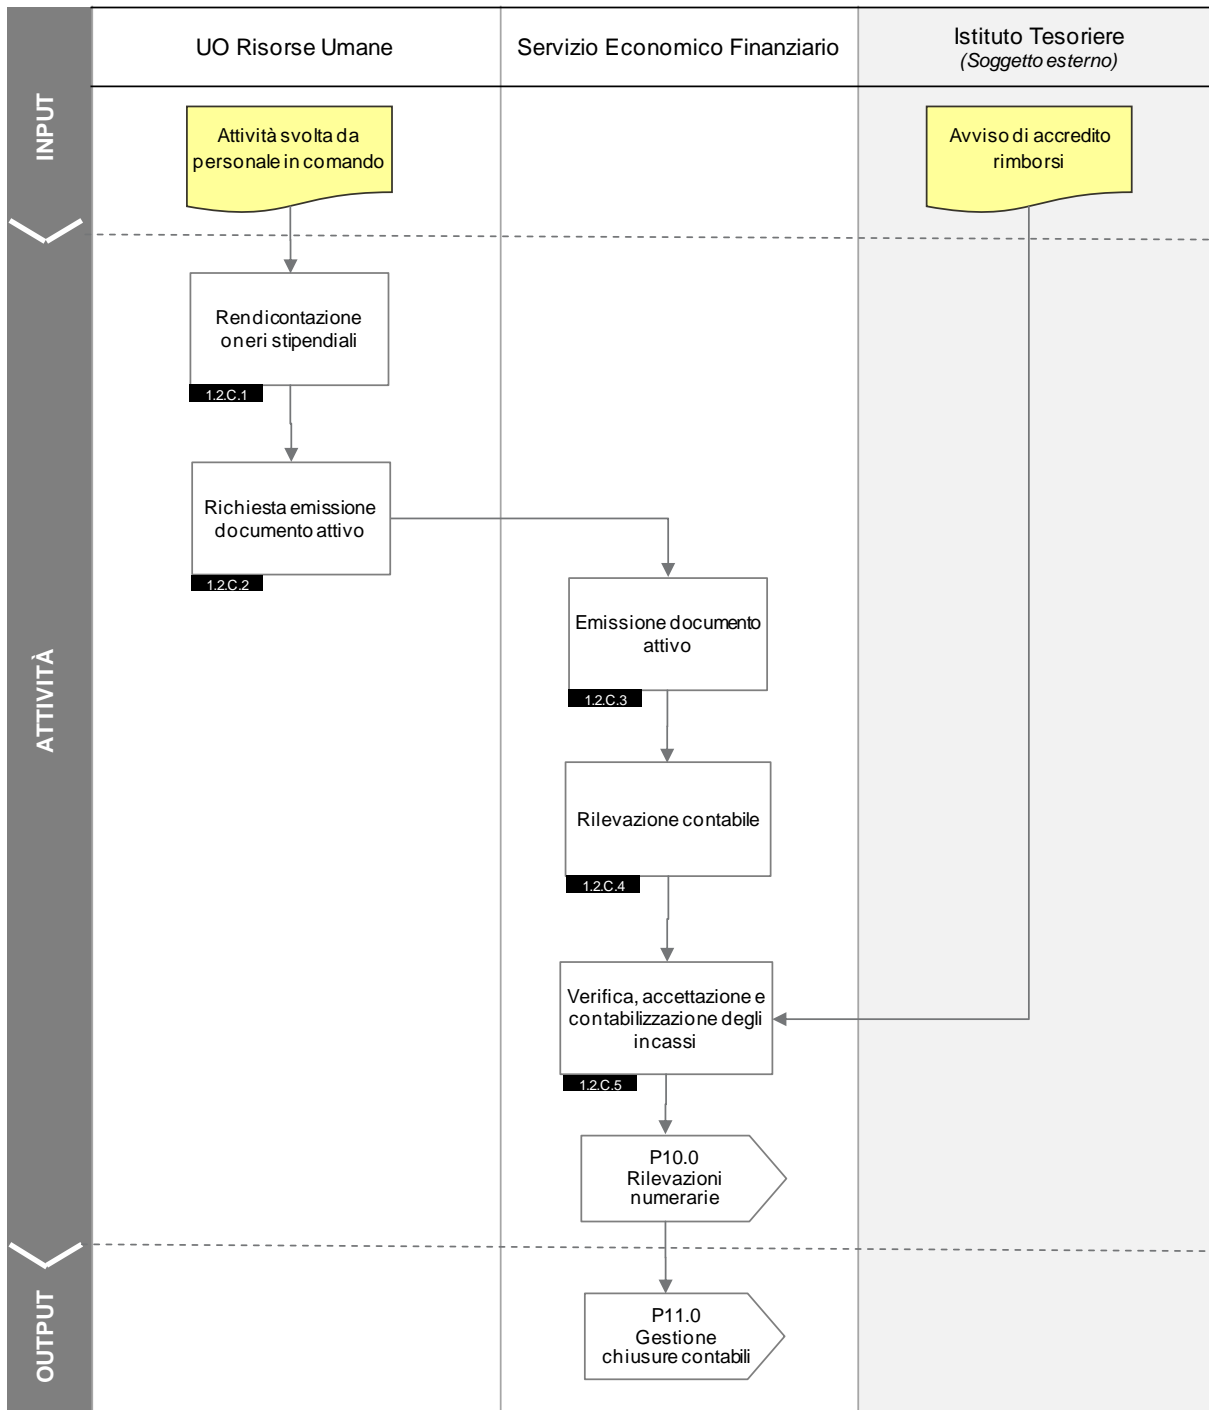 UO Risorse Umane
Servizio Economico Finanziario
Istituto Tesoriere
(Soggetto esterno)
INPUT
Attività svolta da
personale in comando
Avviso di accredito
rimborsi
ATTIVITÀ
Rendicontazione
oneri stipendiali
1.2.C.1
Richiesta emissione
documento attivo
1.2.C.2
Emissione documento
attivo
1.2.C.3
Rilevazione contabile
1.2.C.4
Verifica, accettazione e
contabilizzazione degli
incassi
1.2.C.5
P10.0
Rilevazioni
numerarie
OUTPUT
P11.0
Gestione
chiusure contabili